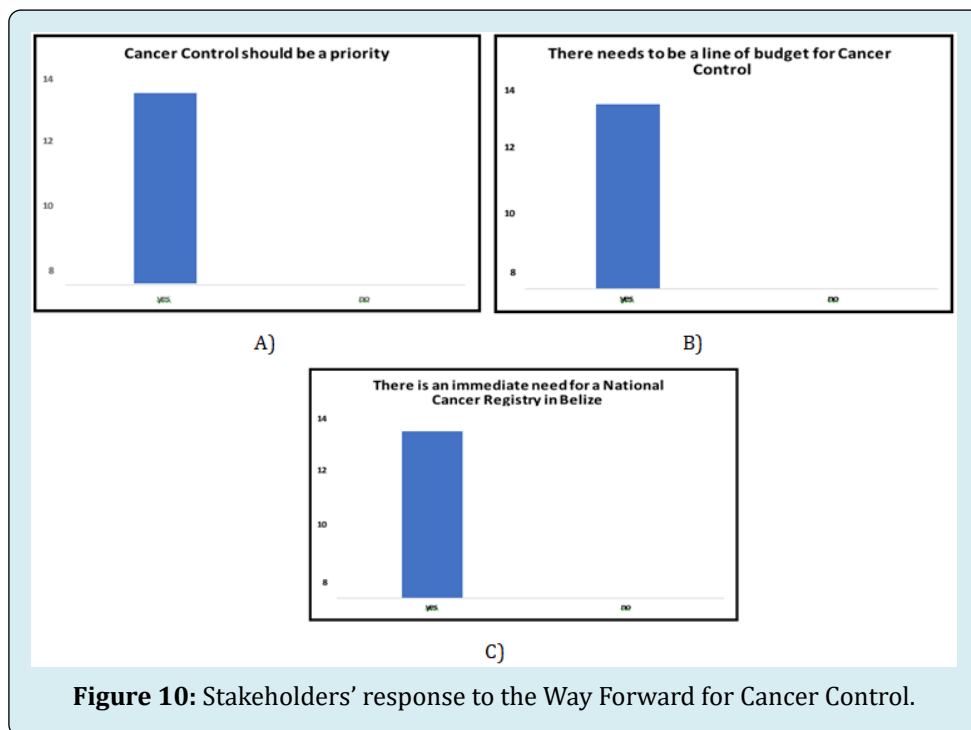 Cancer Control should be a priority
14
12
10
8
yes
no
A)
There needs to be a line of budget for Cancer
Control
14
12
10
8
yes
no
B)
There is an immediate need for a National
Cancer Registry in Belize
14
12
10
8
yes
no
C)
Figure 10: Stakeholders’ response to the Way Forward for Cancer Control.